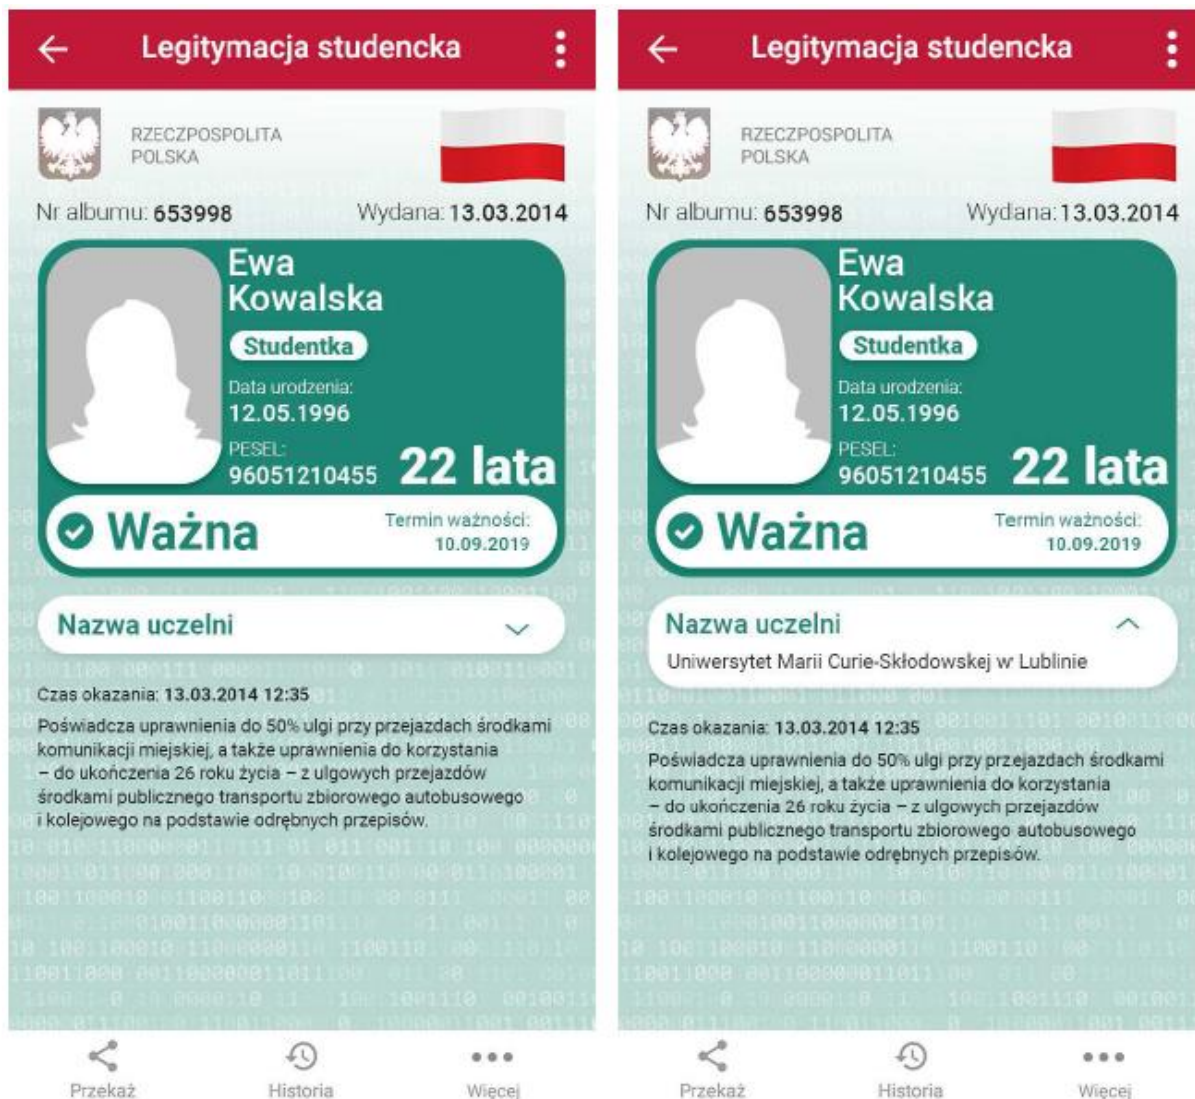 Legitymacja studencka
RZECZPOSPOLITA
POLSKA
Nr albumu: 653998 Wydana: 13.03.2014
Ewa
Kowalska
Studentka
Data urodzenia:
12.05.1996
PESEL:
96051210455 22 lata
Ważna Termin ważności:
10.09.2019
Nazwa uczelni
Czas okazania: 13.03.2014 12:35
Poświadcza uprawnienia do 50% ulgi przy przejazdach środkami
komunikacji miejskiej, a także uprawnienia do korzystania
– do ukończenia 26 roku życia – z ulgowych przejazdów
środkami publicznego transportu zbiorowego autobusowego
i kolejowego na podstawie odrębnych przepisów.
Przekaż Historia Więcej
Legitymacja studencka
RZECZPOSPOLITA
POLSKA
Nr albumu: 653998 Wydana: 13.03.2014
Ewa
Kowalska
Studentka
Data urodzenia:
12.05.1996
PESEL:
96051210455 22 lata
Ważna Termin ważności:
10.09.2019
Nazwa uczelni
Uniwersytet Marii Curie-Skłodowskej w Lublinie
Czas okazania: 13.03.2014 12:35
Poświadcza uprawnienia do 50% ulgi przy przejazdach środkami
komunikacji miejskiej, a także uprawnienia do korzystania
– do ukończenia 26 roku życia – z ulgowych przejazdów
środkami publicznego transportu zbiorowego autobusowego
i kolejowego na podstawie odrębnych przepisów.
Przekaż Historia Więcej